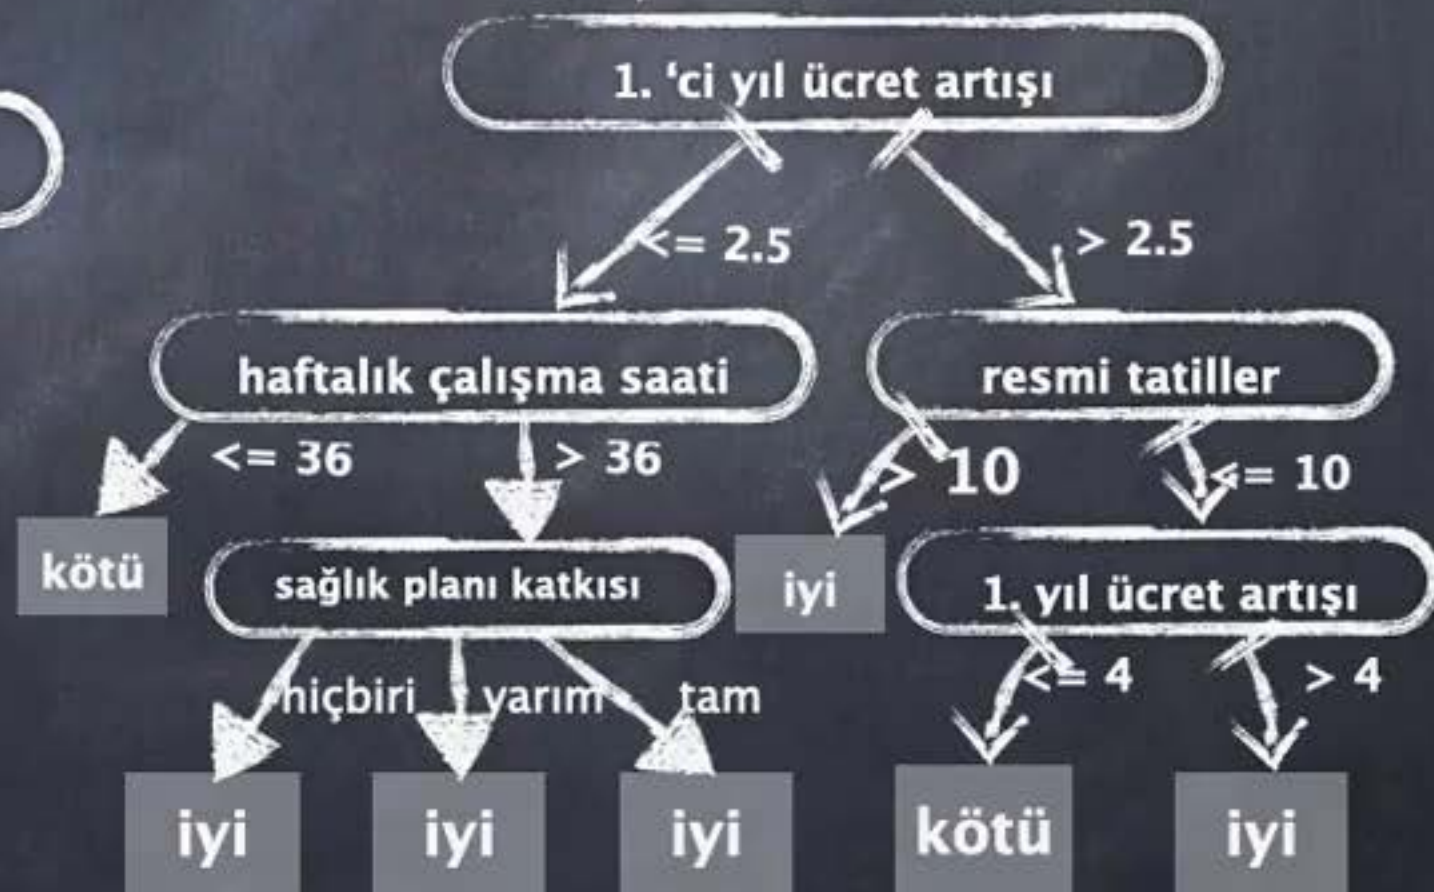 1. ‘ci yıl ücret artışı
<= 2.5
> 2.5
haftalık çalışma saati
resmi tatiller
<= 36
> 36
> 10
<= 10
kötü
sağlık planı katkısı
iyi
1. yıl ücret artışı
hiçbiri
yarım
tam
<= 4
> 4
iyi
iyi
iyi
kötü
iyi